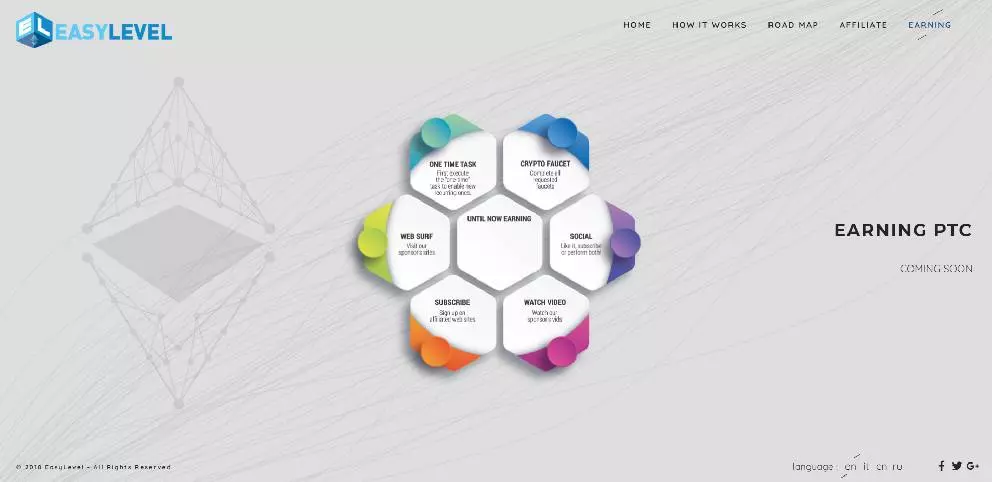 EL EASYLEVEL
HOME HOW IT WORKS ROAD MAP AFFILIATE EARNING
ONE TIME TASK
First, execute
the "one-time"
task to enable new
recurring ones.
CRYPTO FAUCET
Complete all
requested
faucets
WEB SURF
Visit our
sponsor's sites
UNTIL NOW EARNING
SOCIAL
Like it, subscribe
or perform both!
SUBSCRIBE
Sign up on
affiliated web sites
WATCH VIDEO
Watch our
sponsor's vids
EARNING PTC
COMING SOON
© 2018 EasyLevel - All Rights Reserved
language: en it cn ru
f G+